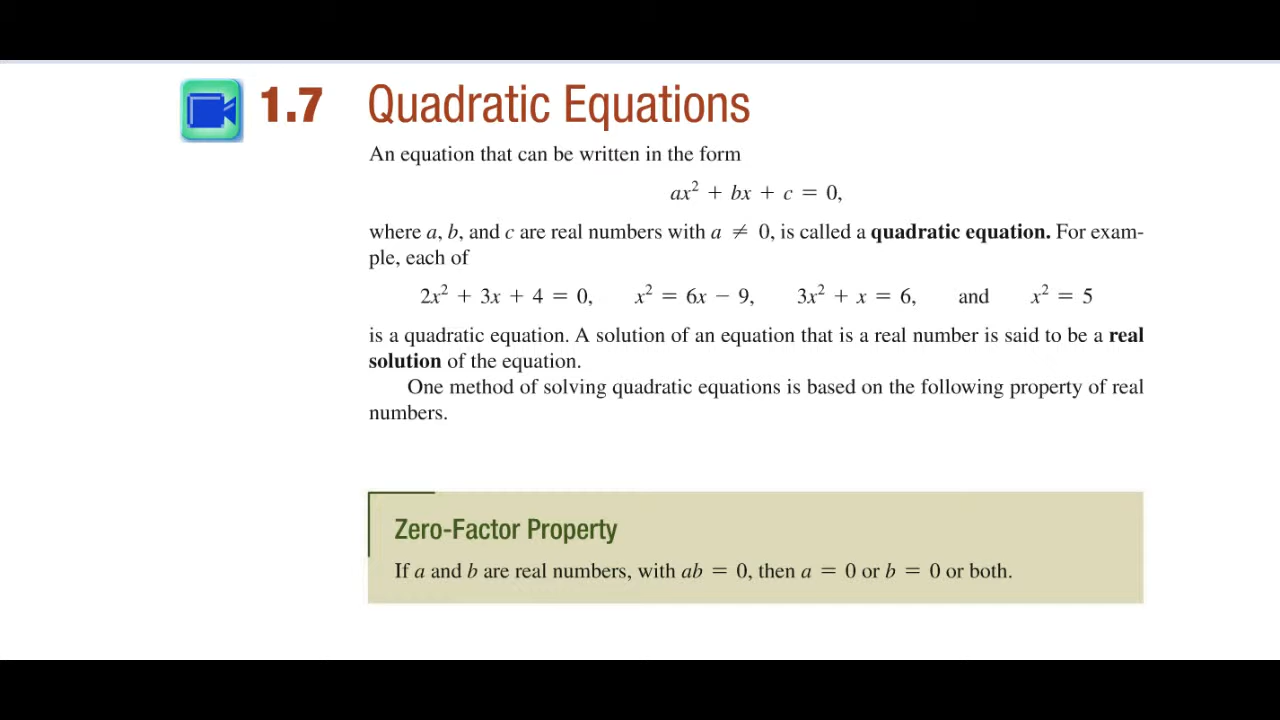 1.7 Quadratic Equations
An equation that can be written in the form
ax² + bx + c = 0,
where a, b, and c are real numbers with a ≠ 0, is called a quadratic equation. For exam-
ple, each of
2x² + 3x + 4 = 0, x² = 6x − 9, 3x² + x = 6, and x² = 5
is a quadratic equation. A solution of an equation that is a real number is said to be a real
solution of the equation.
One method of solving quadratic equations is based on the following property of real
numbers.
Zero-Factor Property
If a and b are real numbers, with ab = 0, then a = 0 or b = 0 or both.